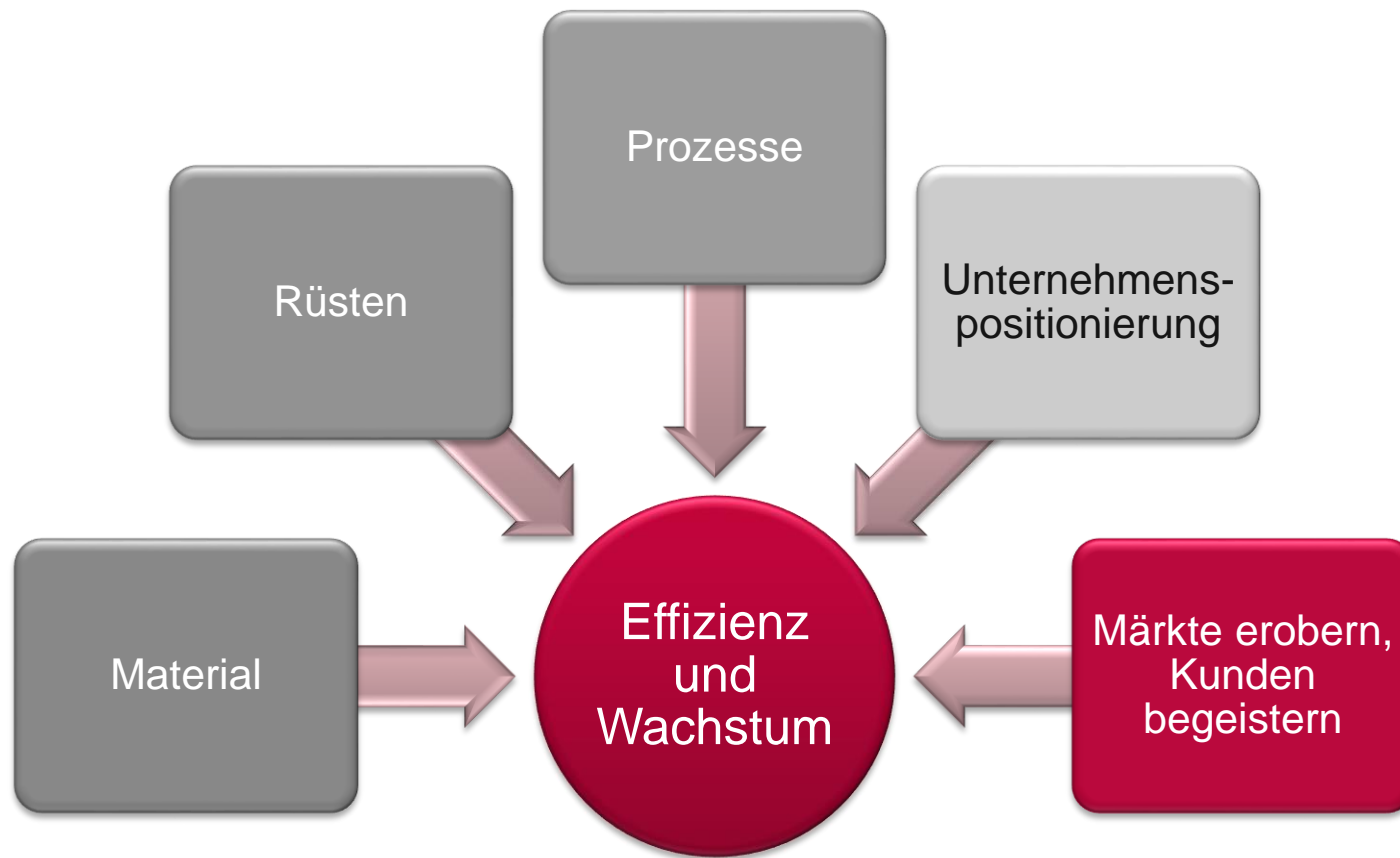 Prozesse
Rüsten
Unternehmens-
positionierung
Material
Effizienz
und
Wachstum
Märkte erobern,
Kunden
begeistern